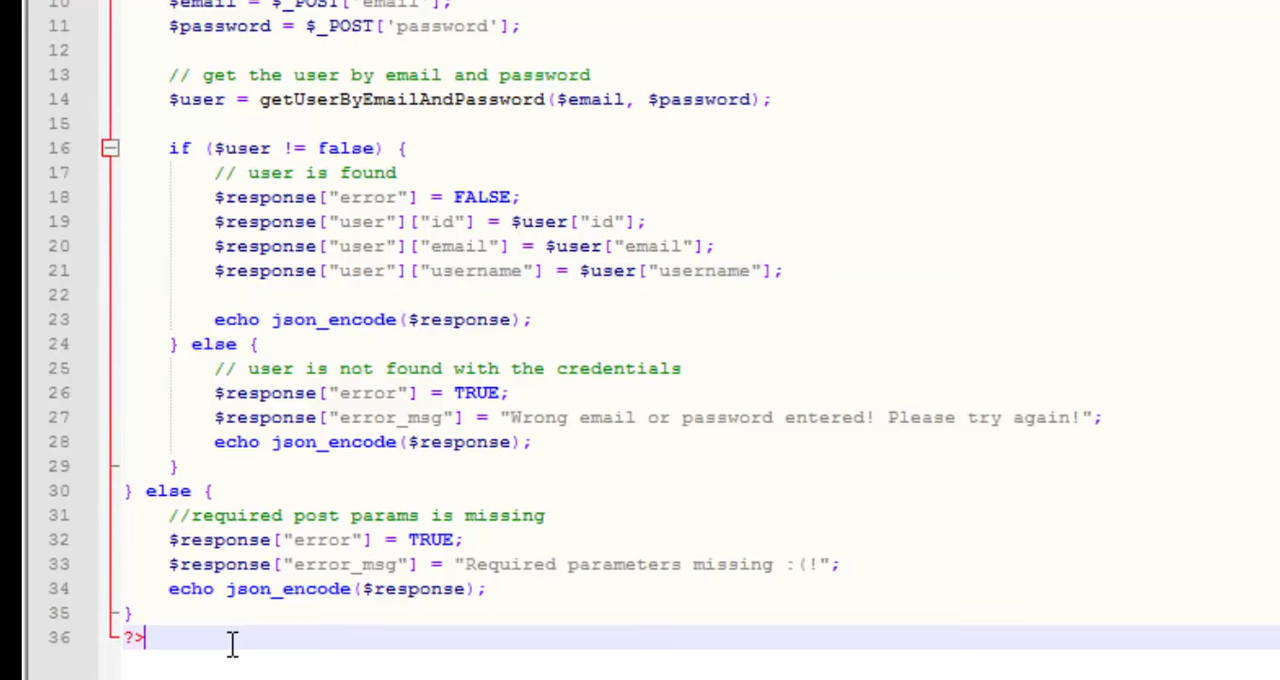 10 $email = $_POST['email'];
11 $password = $_POST['password'];
12
13 // get the user by email and password
14 $user = getUserByEmailAndPassword($email, $password);
15
16 if ($user != false) {
17 // user is found
18 $response["error"] = FALSE;
19 $response["user"]["id"] = $user["id"];
20 $response["user"]["email"] = $user["email"];
21 $response["user"]["username"] = $user["username"];
22
23 echo json_encode($response);
24 } else {
25 // user is not found with the credentials
26 $response["error"] = TRUE;
27 $response["error_msg"] = "Wrong email or password entered! Please try again!";
28 echo json_encode($response);
29 }
30 } else {
31 //required post params is missing
32 $response["error"] = TRUE;
33 $response["error_msg"] = "Required parameters missing :(!";
34 echo json_encode($response);
35 }
36 ?>